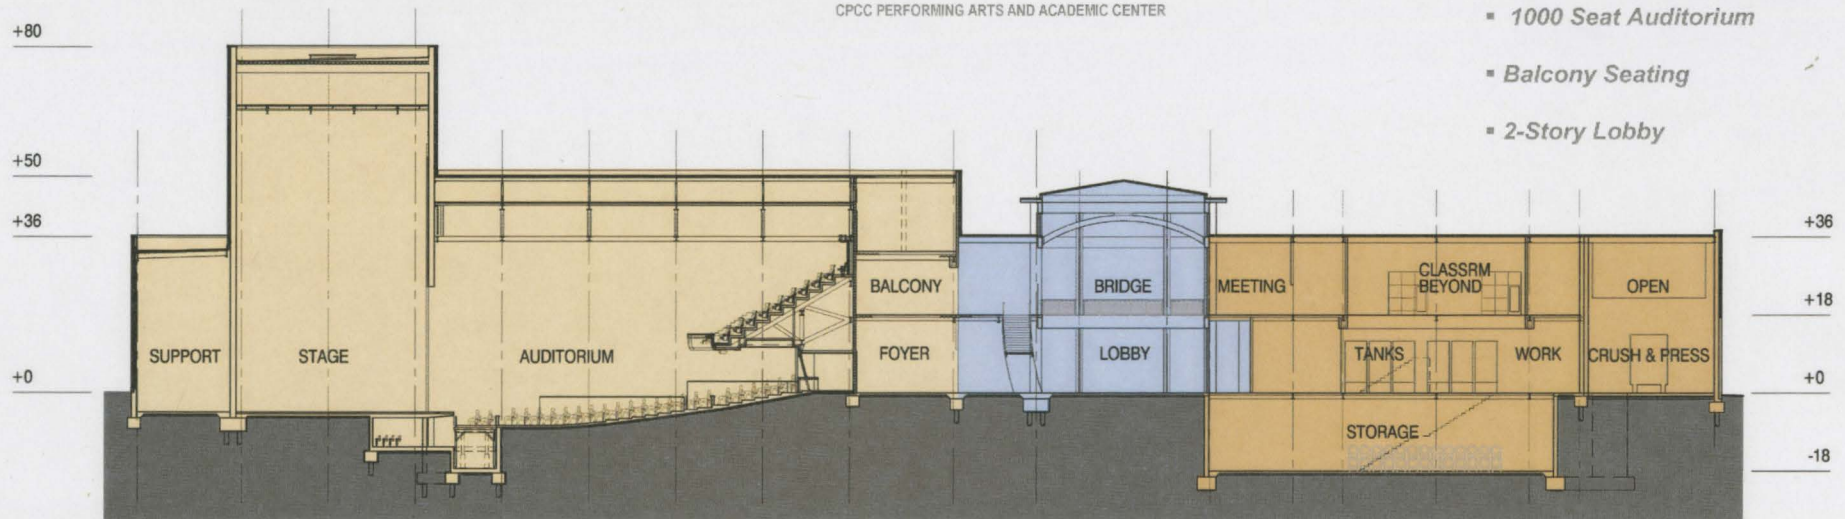 CPCC PERFORMING ARTS AND ACADEMIC CENTER
▪ 1000 Seat Auditorium
▪ Balcony Seating
▪ 2-Story Lobby
+80
+50
+36
+0
+36
+18
+0
-18
SUPPORT
STAGE
AUDITORIUM
BALCONY
FOYER
BRIDGE
LOBBY
MEETING
CLASSRM
BEYOND
OPEN
TANKS
WORK
CRUSH & PRESS
STORAGE